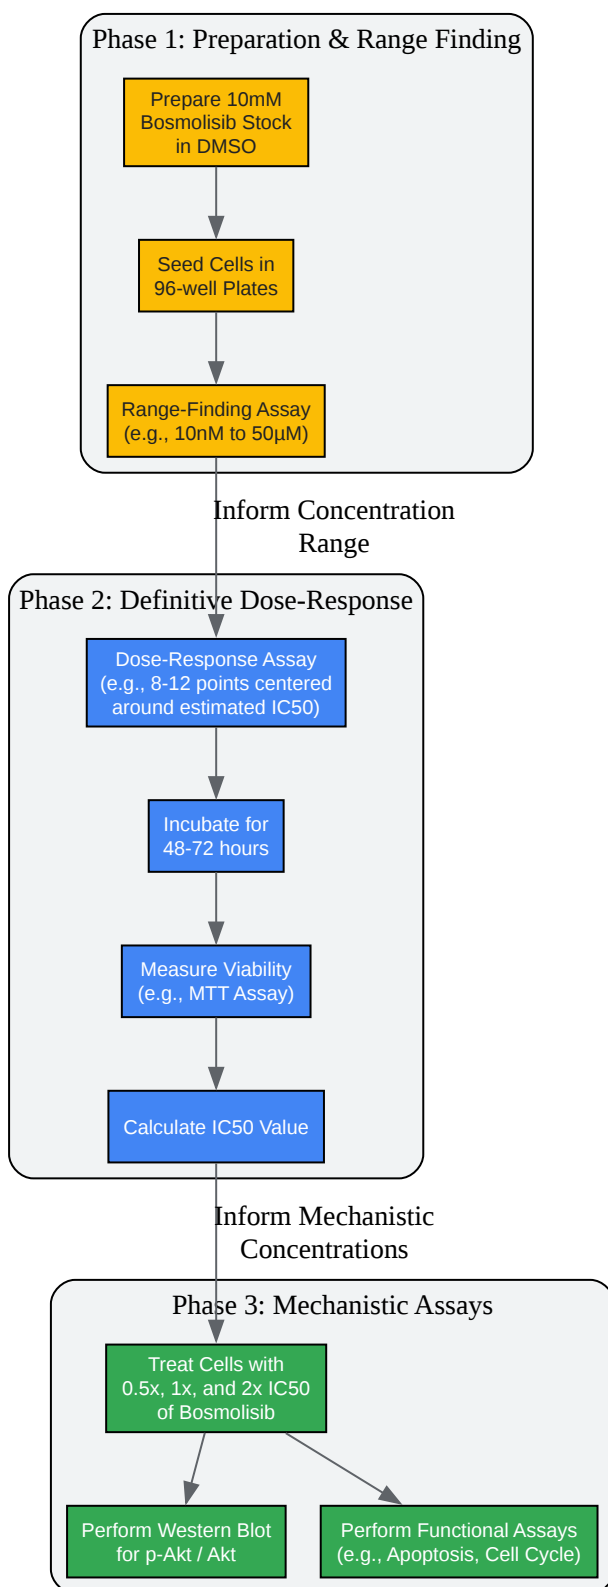 Phase 1: Preparation & Range Finding
Prepare 10mM
Bosmolisib Stock
in DMSO
Seed Cells in
96-well Plates
Range-Finding Assay
(e.g., 10nM to 50µM)
Inform Concentration
Range
Phase 2: Definitive Dose-Response
Dose-Response Assay
(e.g., 8-12 points centered
around estimated IC50)
Incubate for
48-72 hours
Measure Viability
(e.g., MTT Assay)
Calculate IC50 Value
Inform Mechanistic
Concentrations
Phase 3: Mechanistic Assays
Treat Cells with
0.5x, 1x, and 2x IC50
of Bosmolisib
Perform Western Blot
for p-Akt / Akt
Perform Functional Assays
(e.g., Apoptosis, Cell Cycle)